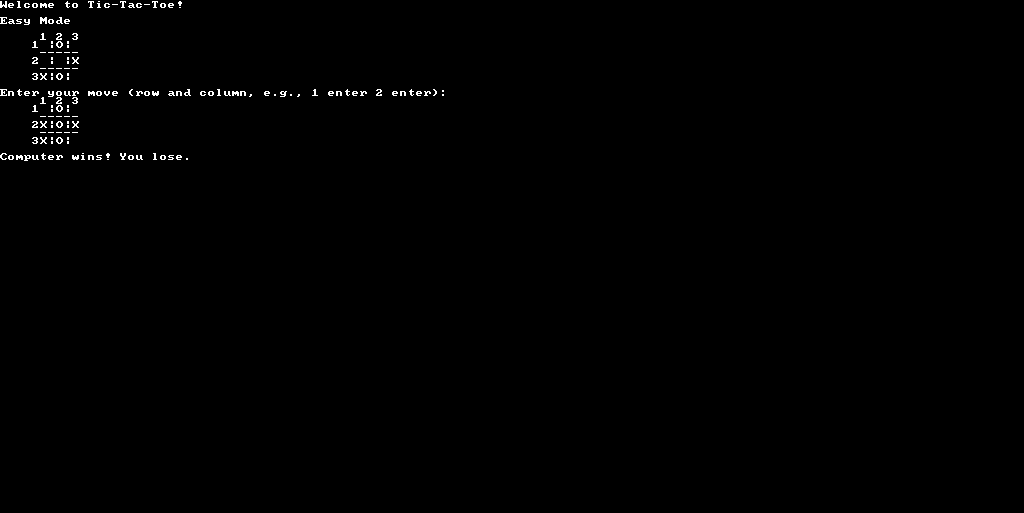 Welcome to Tic-Tac-Toe!
Easy Mode
1 2 3
1 |O|
-----
2 | |X
-----
3X|O|
Enter your move (row and column, e.g., 1 enter 2 enter):
1 2 3
1 |O|
-----
2X|O|X
-----
3X|O|
Computer wins! You lose.